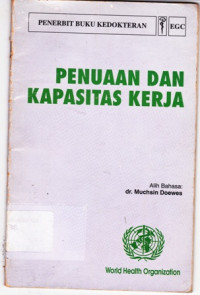 PENERBIT BUKU KEDOKTERAN EGC
PENUAAN DAN
KAPASITAS KERJA
Alih Bahasa:
dr. Muchsin Doewes
World Health Organization